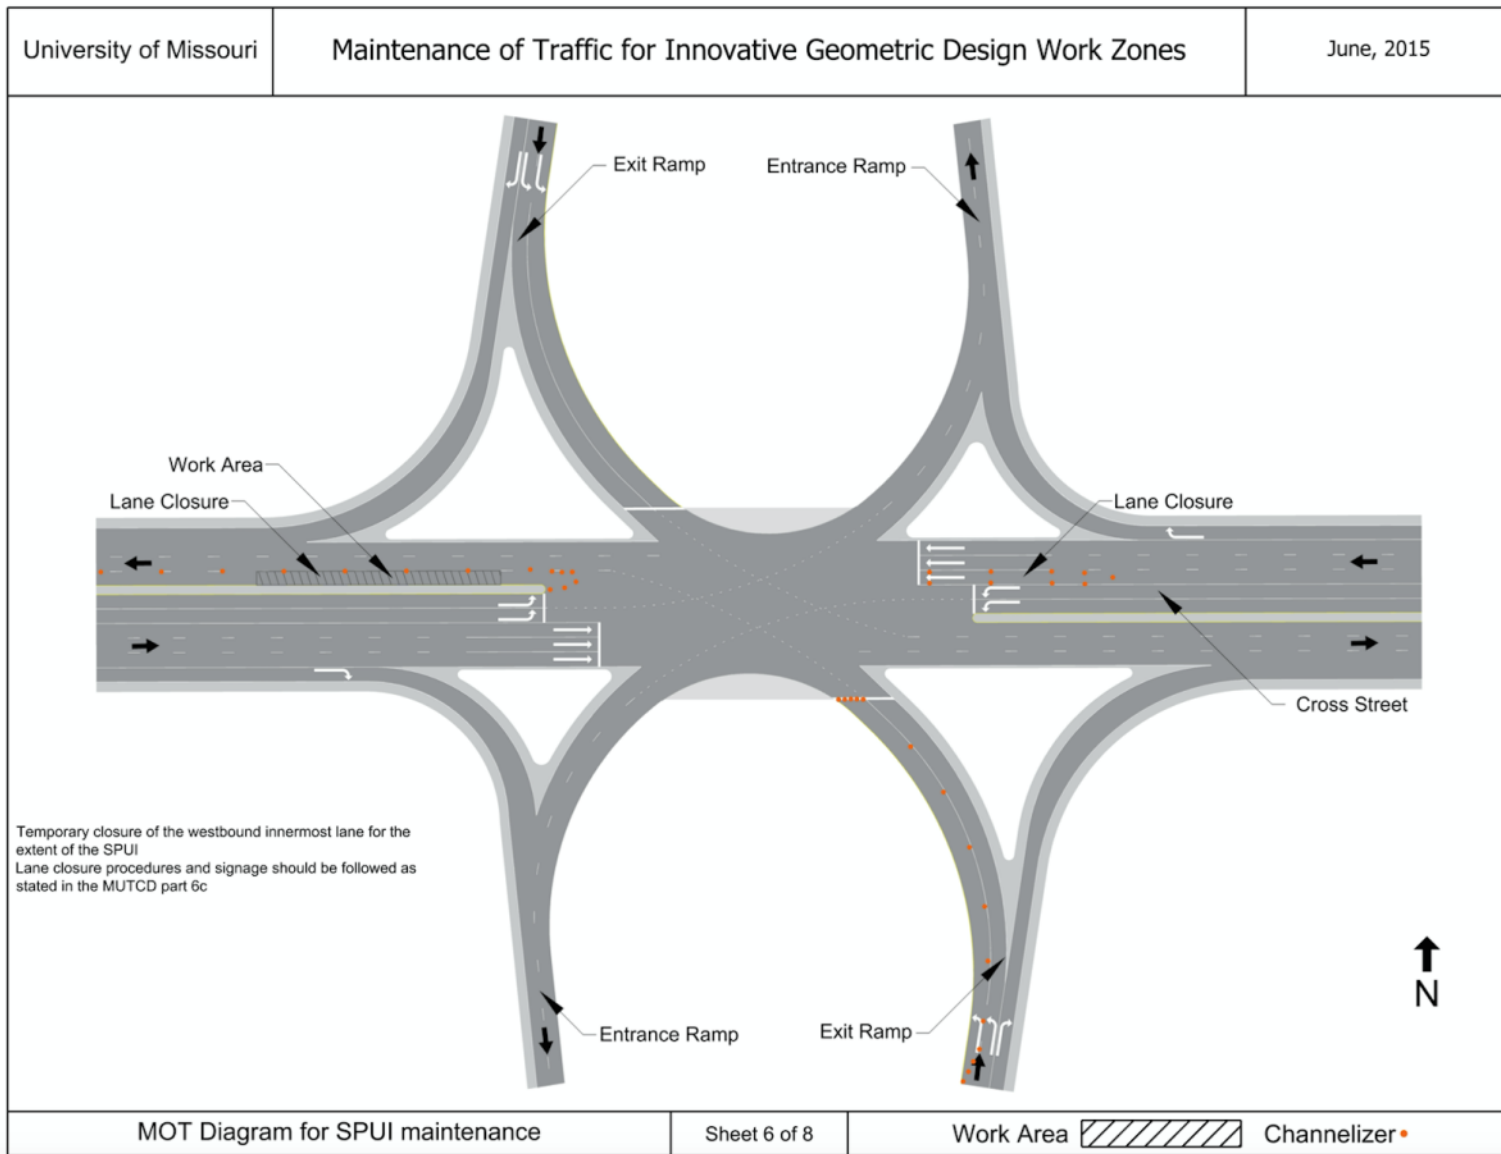 University of Missouri
Maintenance of Traffic for Innovative Geometric Design Work Zones
June, 2015
Exit Ramp
Entrance Ramp
Work Area
Lane Closure
Lane Closure
Cross Street
Temporary closure of the westbound innermost lane for the
extent of the SPUI
Lane closure procedures and signage should be followed as
stated in the MUTCD part 6c
N
Entrance Ramp
Exit Ramp
MOT Diagram for SPUI maintenance
Sheet 6 of 8
Work Area
Channelizer